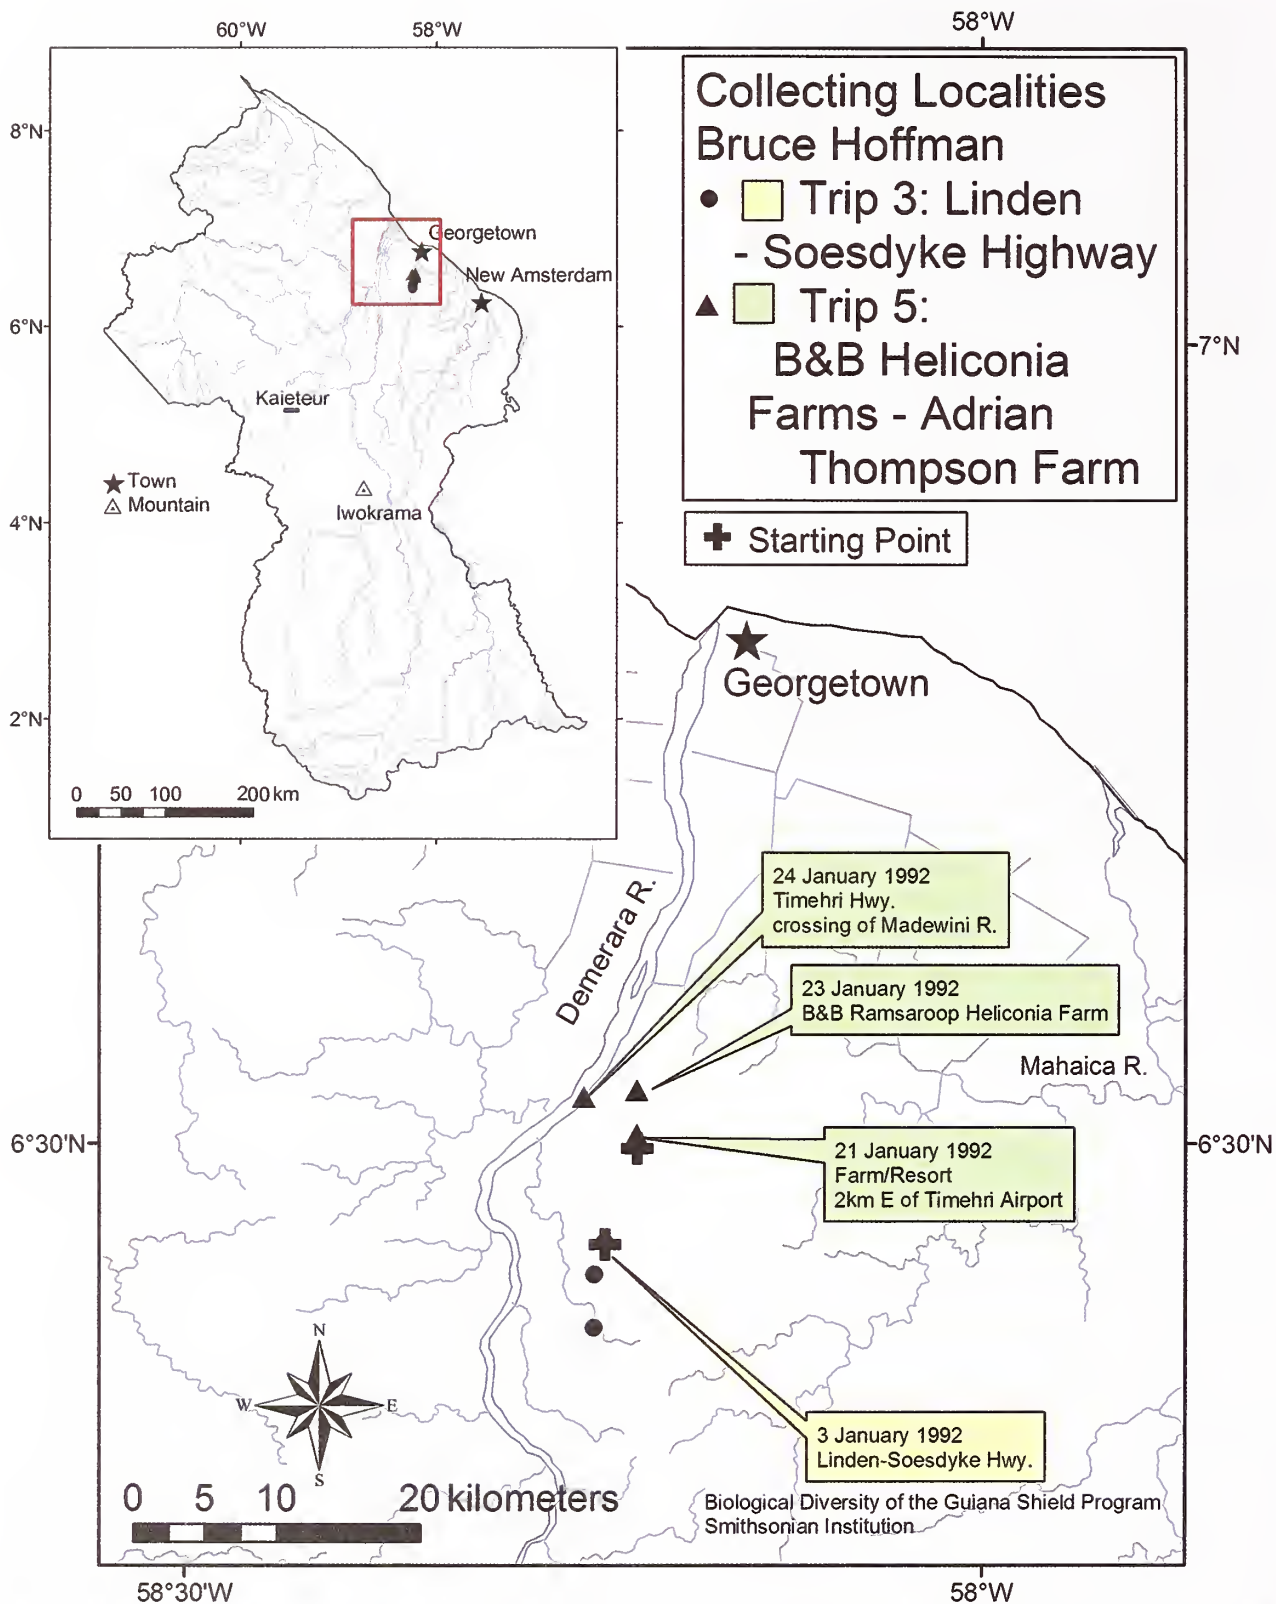 60°W
58°W
58°W
8°N
6°N
4°N
2°N
Georgetown
New Amsterdam
Kaieteur
Iwokrama
Town
Mountain
0 50 100 200 km
Collecting Localities
Bruce Hoffman
Trip 3: Linden
- Soesdyke Highway
Trip 5:
B&B Heliconia
Farms - Adrian
Thompson Farm
Starting Point
7°N
Georgetown
Demerara R.
24 January 1992
Timehri Hwy.
crossing of Madewini R.
23 January 1992
B&B Ramsaroop Heliconia Farm
Mahaica R.
6°30'N
6°30'N
21 January 1992
Farm/Resort
2km E of Timehri Airport
N
W
E
S
3 January 1992
Linden-Soesdyke Hwy.
0 5 10 20 kilometers
Biological Diversity of the Guiana Shield Program
Smithsonian Institution
58°30'W
58°W